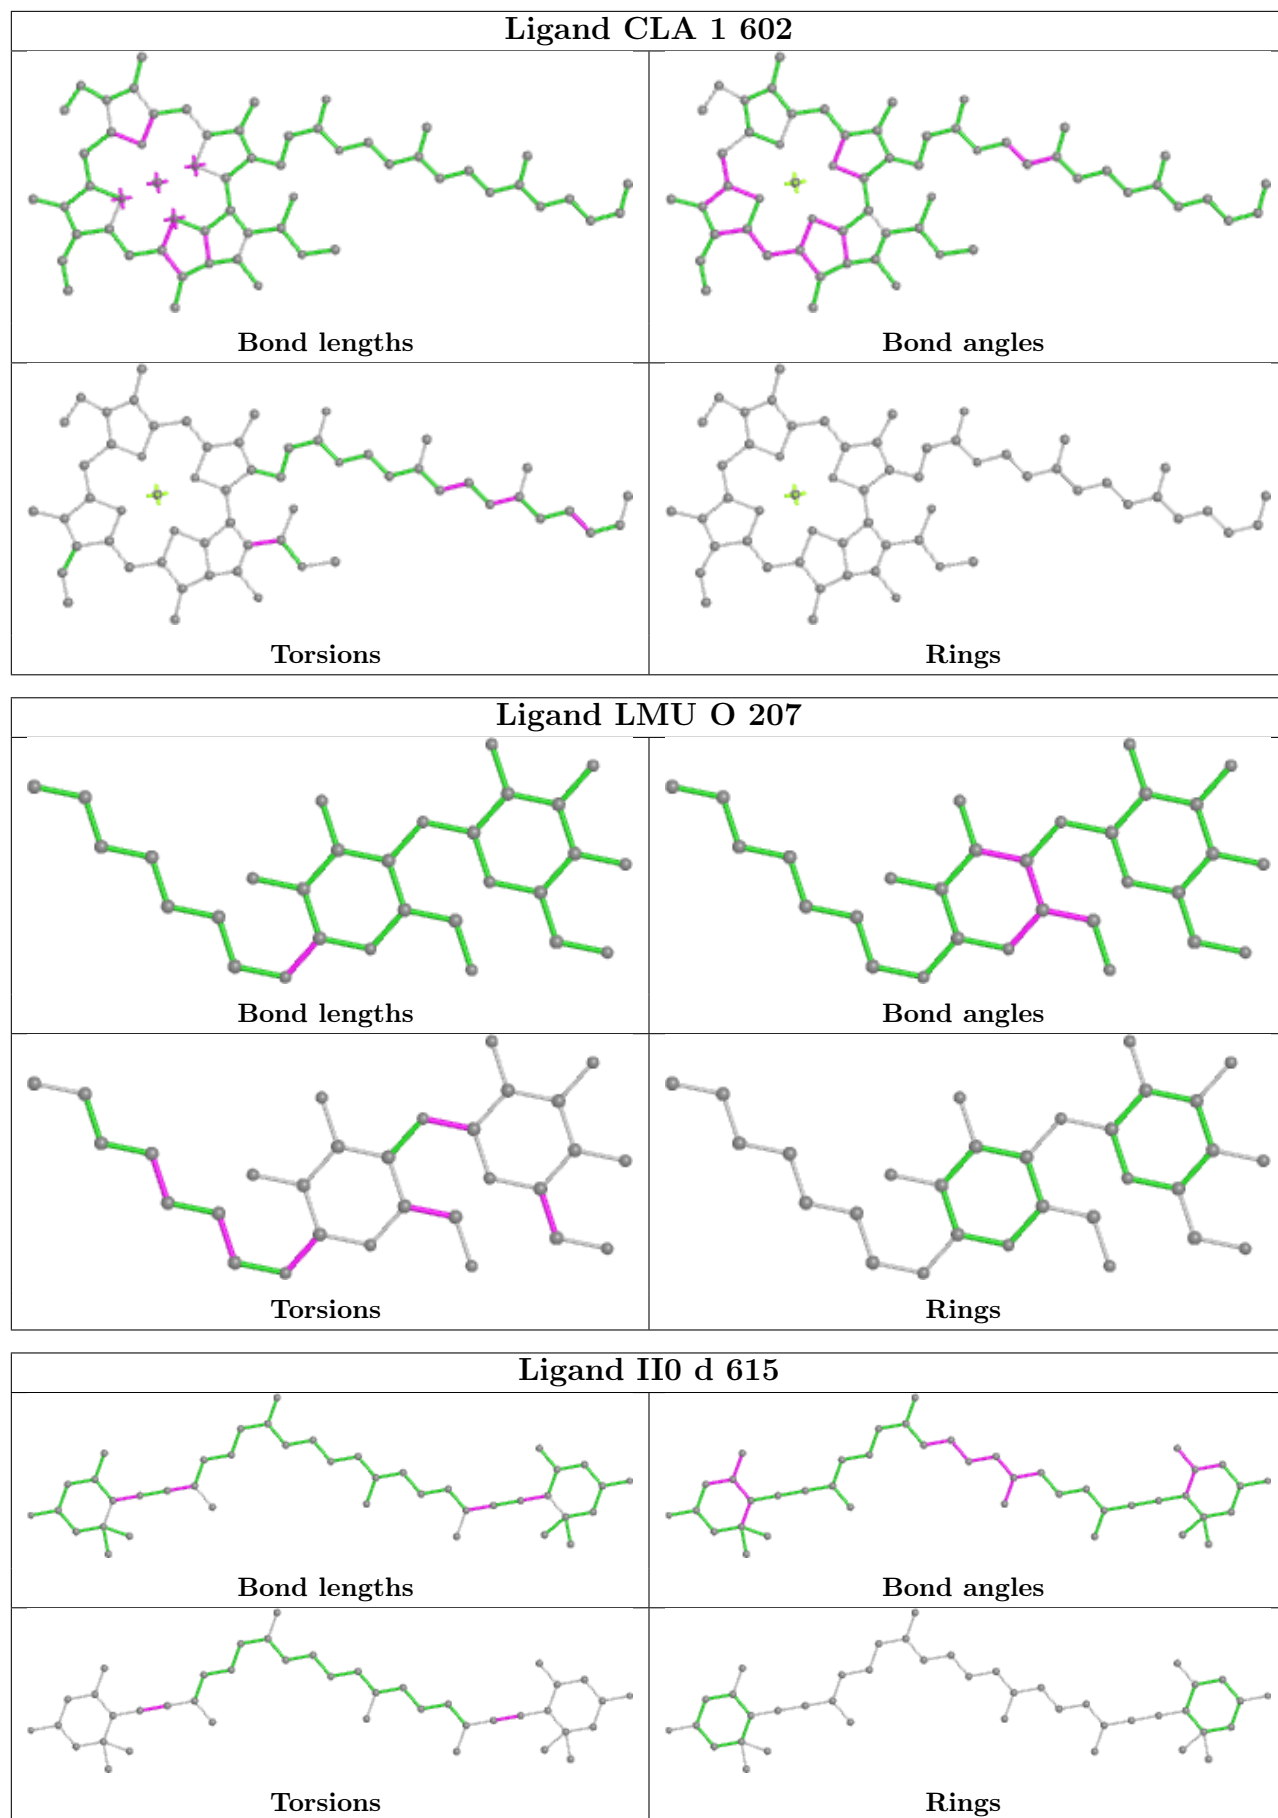 Ligand CLA 1 602
Bond lengths
Bond angles
Torsions
Rings
Ligand LMU O 207
Bond lengths
Bond angles
Torsions
Rings
Ligand II0 d 615
Bond lengths
Bond angles
Torsions
Rings